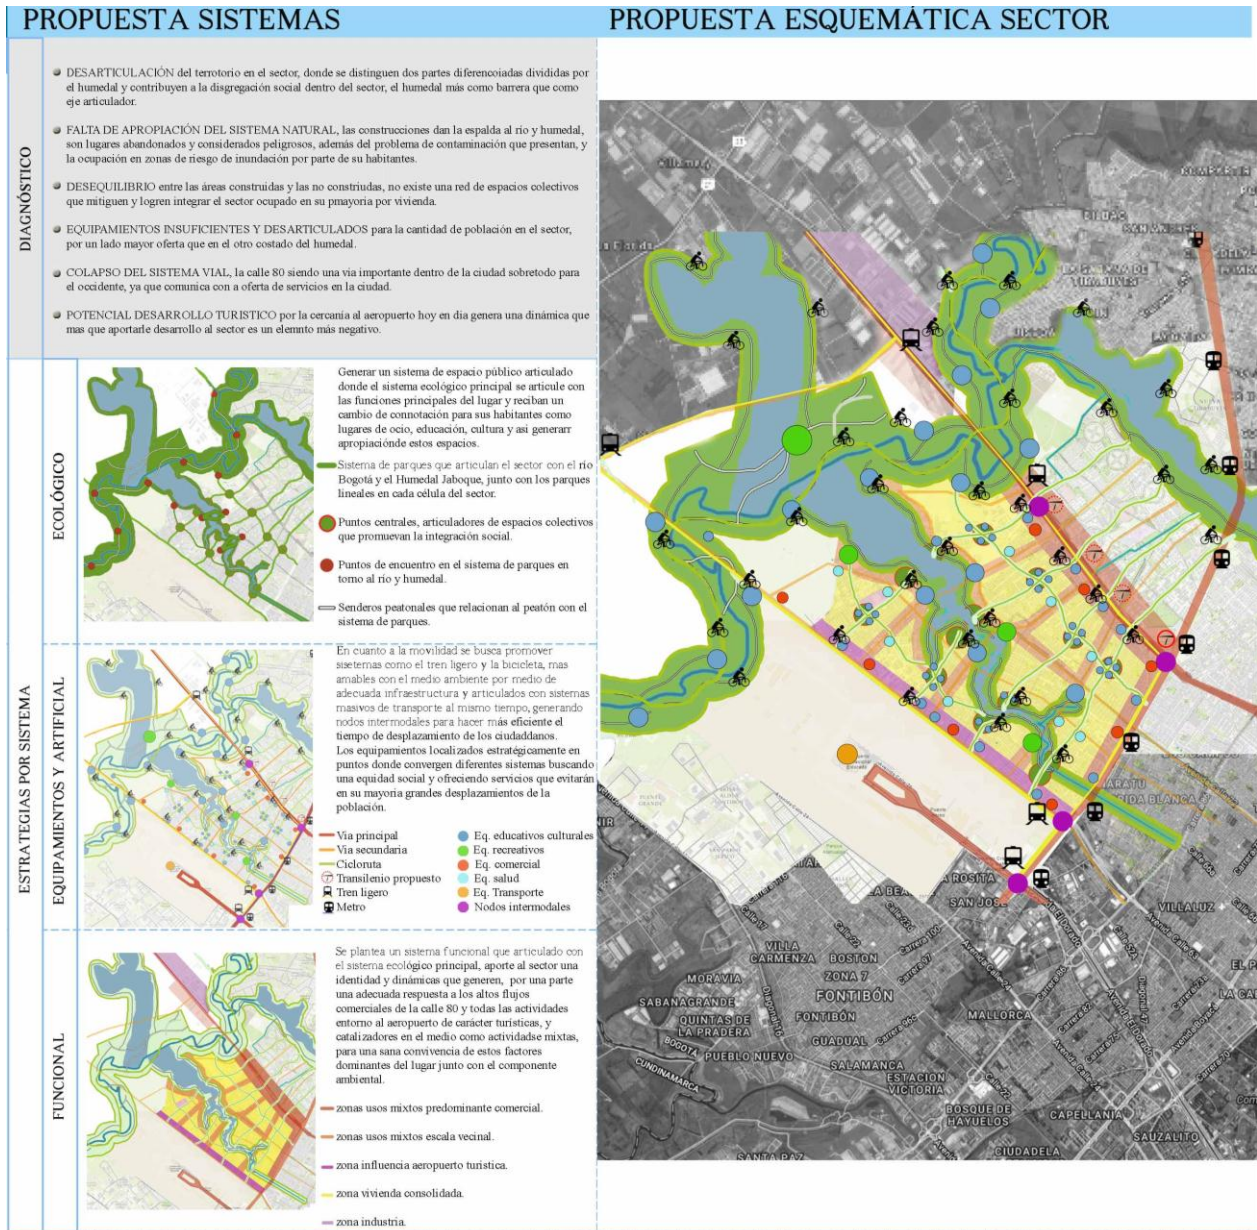 PROPUESTA SISTEMAS
PROPUESTA ESQUEMÁTICA SECTOR
DIAGNÓSTICO
DESARTICULACIÓN del terrotorio en el sector, donde se distinguen dos partes diferencoiadas divididas por
el humedal y contribuyen a la disgregación social dentro del sector, el humedal más como barrera que como
eje articulador.
FALTA DE APROPIACIÓN DEL SISTEMA NATURAL, las construcciones dan la espalda al río y humedal,
son lugares abandonados y considerados peligrosos, además del problema de contaminación que presentan, y
la ocupación en zonas de riesgo de inundación por parte de su habitantes.
DESEQUILIBRIO entre las áreas construidas y las no constriudas, no existe una red de espacios colectivos
que mitiguen y logren integrar el sector ocupado en su pmayoria por vivienda.
EQUIPAMIENTOS INSUFICIENTES Y DESARTICULADOS para la cantidad de población en el sector,
por un lado mayor oferta que en el otro costado del humedal.
COLAPSO DEL SISTEMA VIAL, la calle 80 siendo una via importante dentro de la ciudad sobretodo para
el occidente, ya que comunica con a oferta de servicios en la ciudad.
POTENCIAL DESARROLLO TURISTICO por la cercanía al aeropuerto hoy en día genera una dinámica que
mas que aportarle desarrollo al sector es un elemnto más negativo.
ESTRATEGIAS POR SISTEMA
ECOLÓGICO
Generar un sistema de espacio público articulado
donde el sistema ecológico principal se articule con
las funciones principales del lugar y reciban un
cambio de connotación para sus habitantes como
lugares de ocio, educación, cultura y asi generarr
apropiaciónde estos espacios.
Sistema de parques que articulan el sector con el río
Bogotá y el Humedal Jaboque, junto con los parques
lineales en cada célula del sector.
Puntos centrales, articuladores de espacios colectivos
que promuevan la integración social.
Puntos de encuentro en el sistema de parques en
torno al río y humedal.
Senderos peatonales que relacionan al peatón con el
sistema de parques.
EQUIPAMIENTOS Y ARTIFICIAL
En cuanto a la movilidad se busca promover
sisetemas como el tren ligero y la bicicleta, mas
amables con el medio ambiente por medio de
adecuada infraestructura y articulados con sistemas
masivos de transporte al mismo tiempo, generando
nodos intermodales para hacer más eficiente el
tiempo de desplazamiento de los ciudaddanos.
Los equipamientos localizados estratégicamente en
puntos donde convergen diferentes sistemas buscando
una equidad social y ofreciendo servicios que evitarán
en su mayoria grandes desplazamientos de la
población.
Via principal
Via secundaria
Cicloruta
Transilenio propuesto
Tren ligero
Metro
Eq. educativos culturales
Eq. recreativos
Eq. comercial
Eq. salud
Eq. Transporte
Nodos intermodales
FUNCIONAL
Se plantea un sistema funcional que articulado con
el sistema ecológico principal, aporte al sector una
identidad y dinámicas que generen, por una parte
una adecuada respuesta a los altos flujos
comerciales de la calle 80 y todas las actividades
entorno al aeropuerto de carácter turísticas, y
catalizadores en el medio como actividadse mixtas,
para una sana convivencia de estos factores
dominantes del lugar junto con el componente
ambiental.
zonas usos mixtos predominante comercial.
zonas usos mixtos escala vecinal.
zona influencia aeropuerto turistica.
zona vivienda consolidada.
zona industria.
VILLALUZ
SAN JOSE
VILLA
CARMENZA
BOSTON
ZONA 7
MORAVIA
SABANAGRANDE
QUINTAS DE
LA PRADERA
FONTIBÓN
FONTIBÓN
GUADUAL
MALLORCA
PUEBLO NUEVO
BOGOTÁ
CUNDINAMARCA
SALAMANCA
ESTACION
VICTORIA
BOSQUE DE
HAYUELOS
CAPELLANIA
SAUZALITO
CIUDADELA
SANTA PAZ